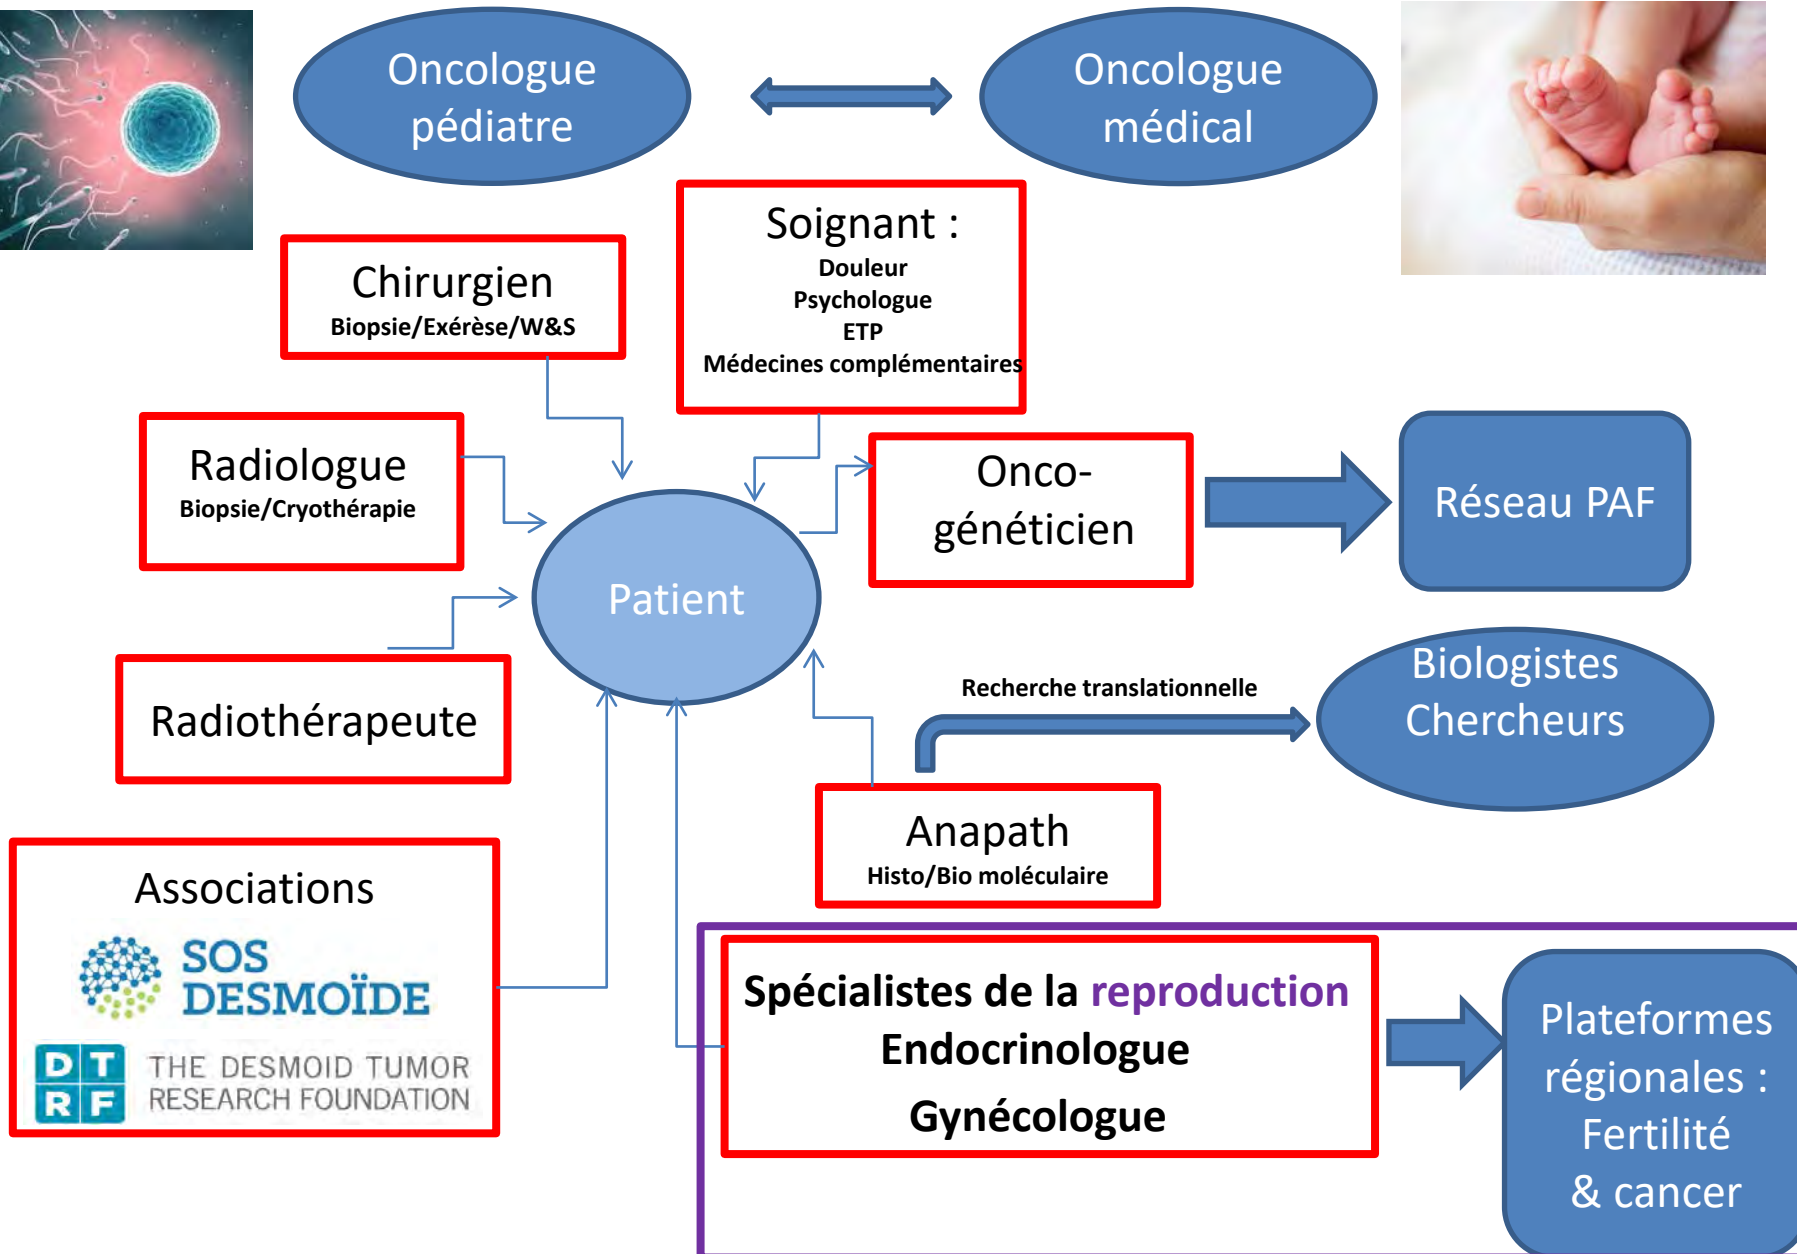 Oncologue
pédiatre
Oncologue
médical
Soignant :
Douleur
Psychologue
ETP
Médecines complémentaires
Chirurgien
Biopsie/Exérèse/W&S
Radiologue
Biopsie/Cryothérapie
Onco-
généticien
Réseau PAF
Patient
Radiothérapeute
Recherche translationnelle
Biologistes
Chercheurs
Anapath
Histo/Bio moléculaire
Associations
SOS
DESMOÏDE
DT
RF
THE DESMOID TUMOR
RESEARCH FOUNDATION
Spécialistes de la reproduction
Endocrinologue
Gynécologue
Plateformes
régionales :
Fertilité
& cancer